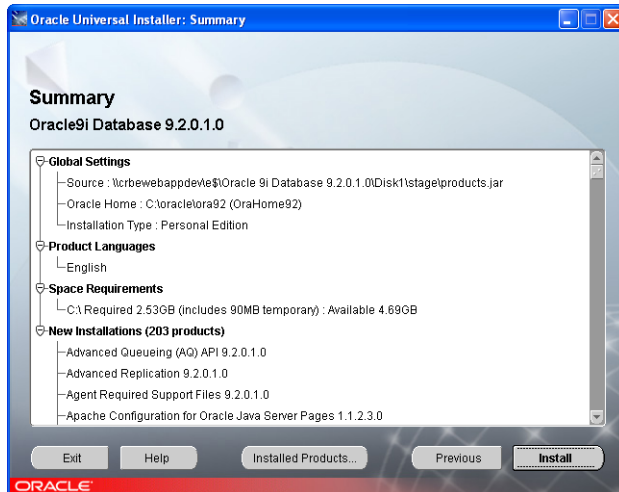 Oracle Universal Installer: Summary
Summary
Oracle9i Database 9.2.0.1.0
Global Settings
Source : \\crbewebappdev\e$\Oracle 9i Database 9.2.0.1.0\Disk1\stage\products.jar
Oracle Home : C:\oracle\ora92 (OraHome92)
Installation Type : Personal Edition
Product Languages
English
Space Requirements
C:\ Required 2.53GB (includes 90MB temporary) : Available 4.69GB
New Installations (203 products)
Advanced Queueing (AQ) API 9.2.0.1.0
Advanced Replication 9.2.0.1.0
Agent Required Support Files 9.2.0.1.0
Apache Configuration for Oracle Java Server Pages 1.1.2.3.0
Exit Help Installed Products... Previous Install
ORACLE